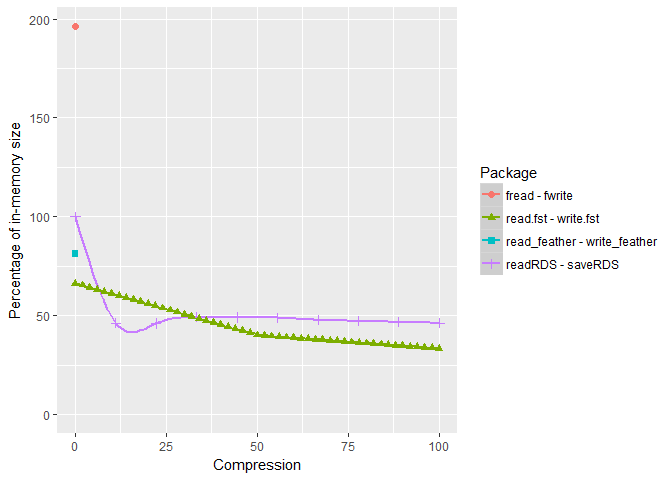 200
150
100
50
0
Percentage of in-memory size
0 25 50 75 100
Compression
Package
fread - fwrite
read.fst - write.fst
read_feather - write_feather
readRDS - saveRDS